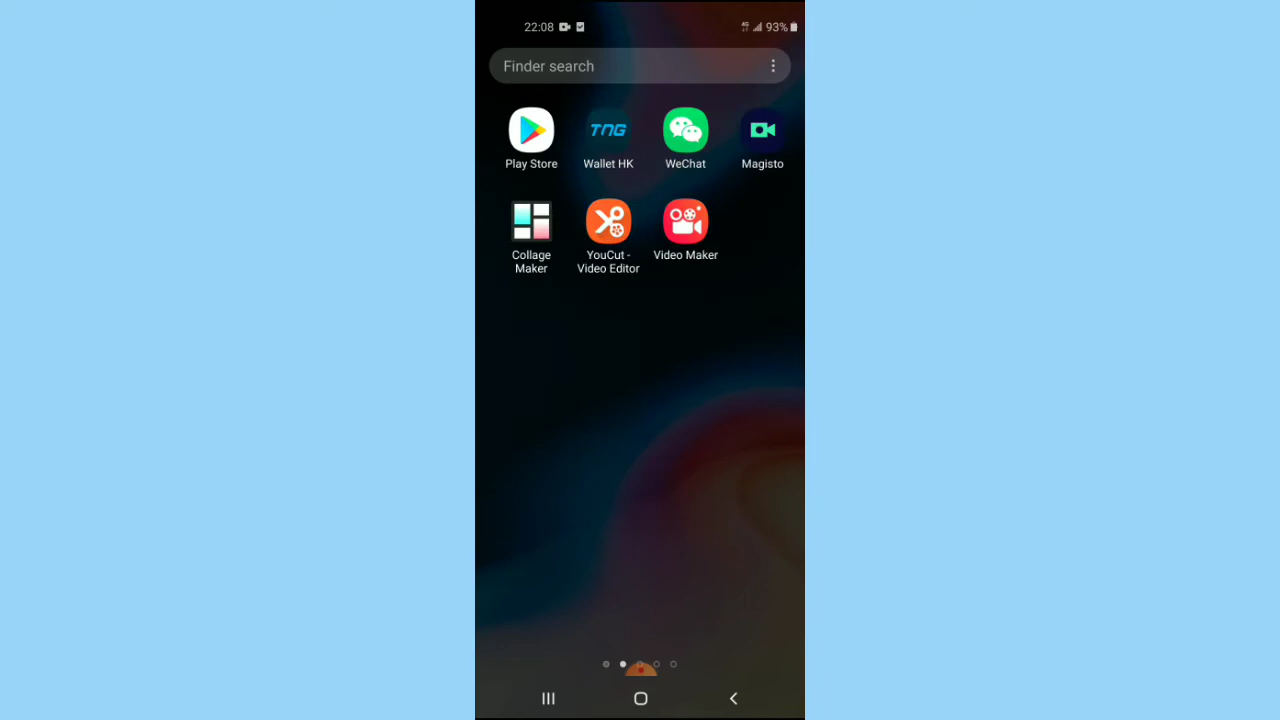 22:08
4G 93%
Finder search
TNG
Play Store
Wallet HK
WeChat
Magisto
Collage
Maker
YouCut -
Video Editor
Video Maker